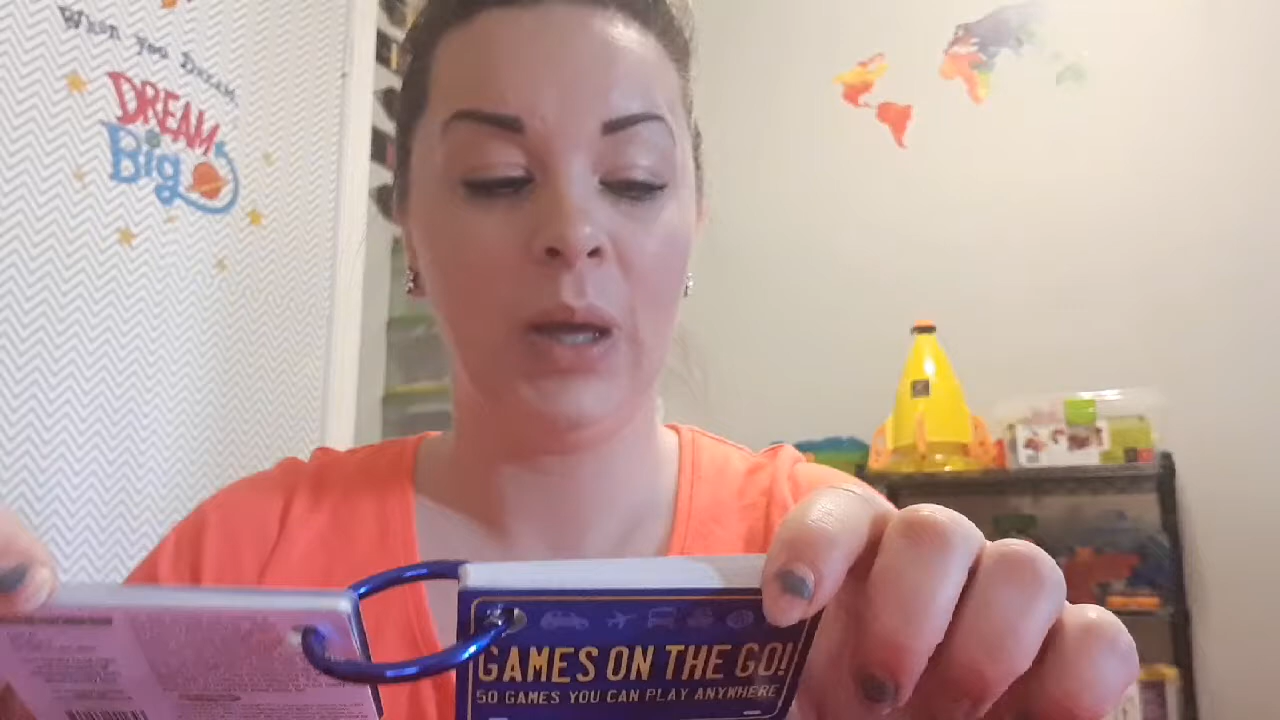 When you Dream,
DREAM
Big
GAMES ON THE GO!
50 GAMES YOU CAN PLAY ANYWHERE